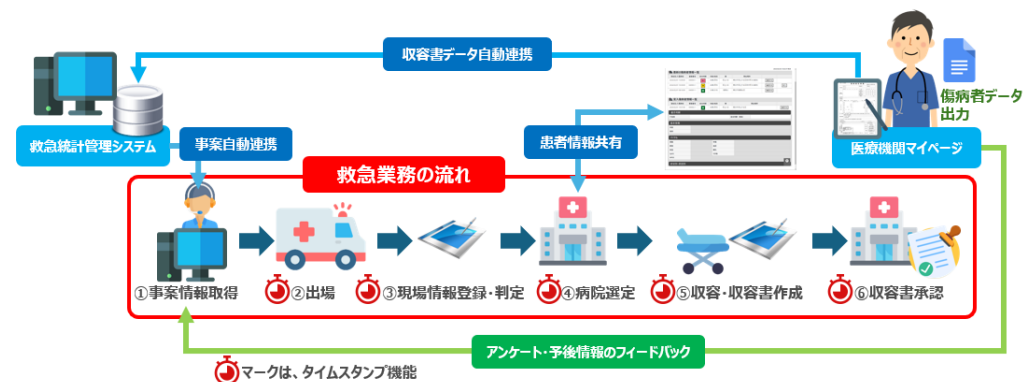 収容書データ自動連携
傷病者データ
出力
救急統計管理システム
事案自動連携
患者情報共有
医療機関マイページ
救急業務の流れ
①事案情報取得
②出場
③現場情報登録・判定
④病院選定
⑤収容・収容書作成
⑥収容書承認
アンケート・予後情報のフィードバック
マークは、タイムスタンプ機能